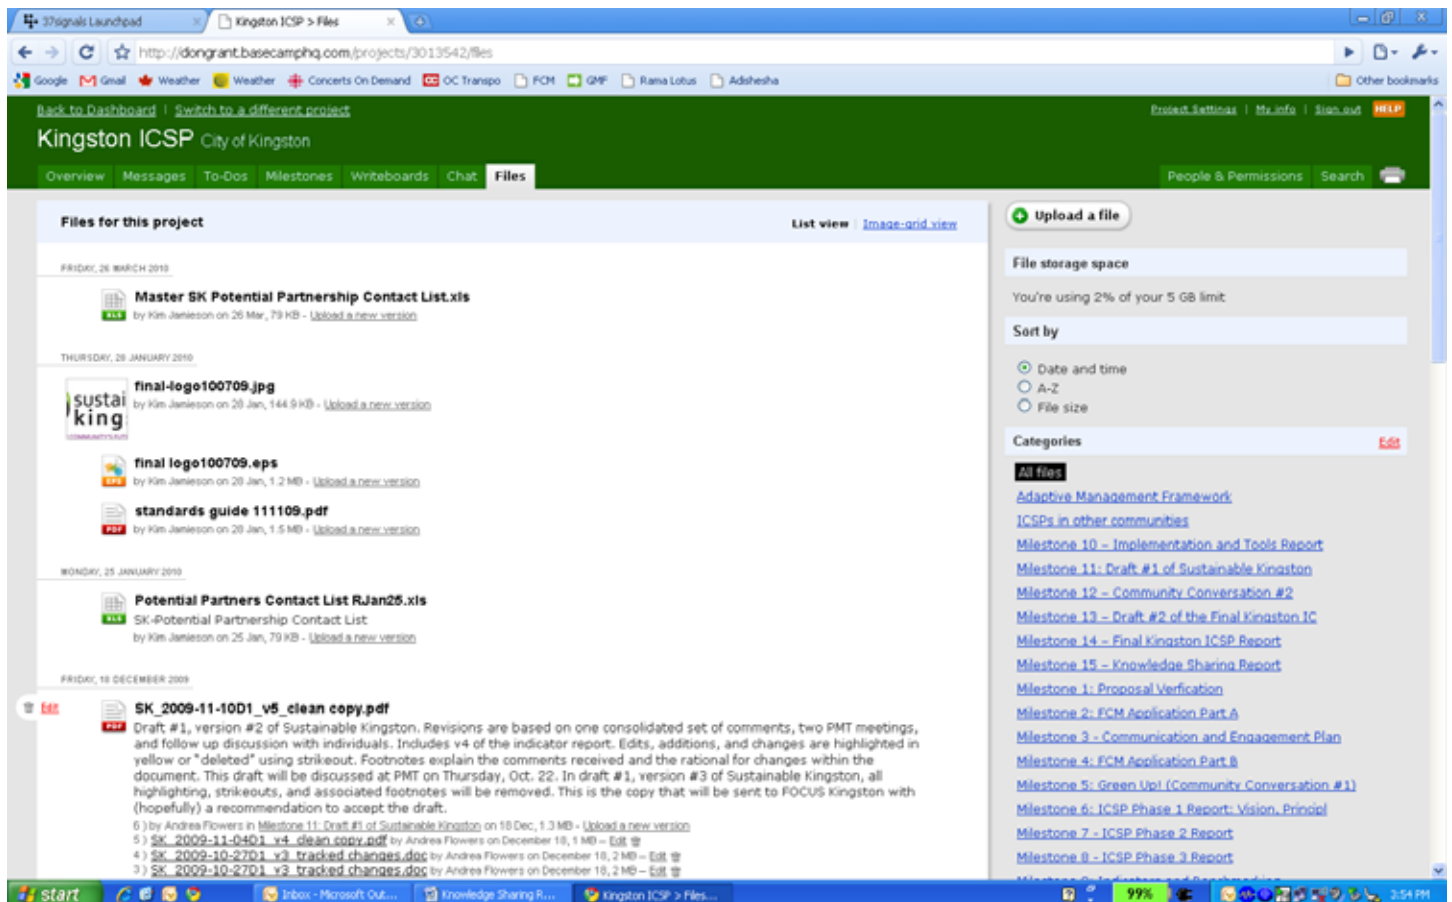 37signals Launchpad
Kingston ICSP > Files
http://dongrant.basecamphq.com/projects/3013542/files
Google Gmail Weather Weather Concerts On Demand OC Transpo FCM GMF Rama Lotus Adishesha Other bookmarks
Back to Dashboard | Switch to a different project
Project Settings | My info | Sign out HELP
Kingston ICSP City of Kingston
Overview Messages To-Dos Milestones Writeboards Chat Files
People & Permissions Search
Files for this project
List view | Image-grid view
FRIDAY, 26 MARCH 2010
Master SK Potential Partnership Contact List.xls
XLS
by Kim Jamieson on 26 Mar, 79 KB - Upload a new version
THURSDAY, 28 JANUARY 2010
final-logo100709.jpg
by Kim Jamieson on 28 Jan, 144.9 KB - Upload a new version
sustai
king
final logo100709.eps
EPS
by Kim Jamieson on 28 Jan, 1.2 MB - Upload a new version
standards guide 111109.pdf
PDF
by Kim Jamieson on 28 Jan, 1.5 MB - Upload a new version
MONDAY, 25 JANUARY 2010
Potential Partners Contact List RJan25.xls
XLS
SK-Potential Partnership Contact List
by Kim Jamieson on 25 Jan, 79 KB - Upload a new version
FRIDAY, 18 DECEMBER 2009
Edit
SK_2009-11-10D1_v5_clean copy.pdf
PDF
Draft #1, version #2 of Sustainable Kingston. Revisions are based on one consolidated set of comments, two PMT meetings,
and follow up discussion with individuals. Includes v4 of the indicator report. Edits, additions, and changes are highlighted in
yellow or "deleted" using strikeout. Footnotes explain the comments received and the rational for changes within the
document. This draft will be discussed at PMT on Thursday, Oct. 22. In draft #1, version #3 of Sustainable Kingston, all
highlighting, strikeouts, and associated footnotes will be removed. This is the copy that will be sent to FOCUS Kingston with
(hopefully) a recommendation to accept the draft.
6 ) by Andrea Flowers in Milestone 11: Draft #1 of Sustainable Kingston on 18 Dec, 1.3 MB - Upload a new version
5 ) SK_2009-11-04D1_v4_clean copy.pdf by Andrea Flowers on December 18, 1 MB – Edit
4 ) SK_2009-10-27D1_v3_tracked changes.doc by Andrea Flowers on December 18, 2 MB – Edit
3 ) SK_2009-10-27D1_v3_tracked changes.doc by Andrea Flowers on December 18, 2 MB – Edit
Upload a file
File storage space
You're using 2% of your 5 GB limit
Sort by
Date and time
A-Z
File size
Categories Edit
All files
Adaptive Management Framework
ICSPs in other communities
Milestone 10 – Implementation and Tools Report
Milestone 11: Draft #1 of Sustainable Kingston
Milestone 12 – Community Conversation #2
Milestone 13 – Draft #2 of the Final Kingston IC
Milestone 14 – Final Kingston ICSP Report
Milestone 15 – Knowledge Sharing Report
Milestone 1: Proposal Verfication
Milestone 2: FCM Application Part A
Milestone 3 - Communication and Engagement Plan
Milestone 4: FCM Application Part B
Milestone 5: Green Up! (Community Conversation #1)
Milestone 6: ICSP Phase 1 Report: Vision, Principl
Milestone 7 - ICSP Phase 2 Report
Milestone 8 - ICSP Phase 3 Report
Milestone 9: Indicators and Benchmarking
start Inbox - Microsoft Out... Knowledge Sharing R... Kingston ICSP > Files... 99% 3:54 PM